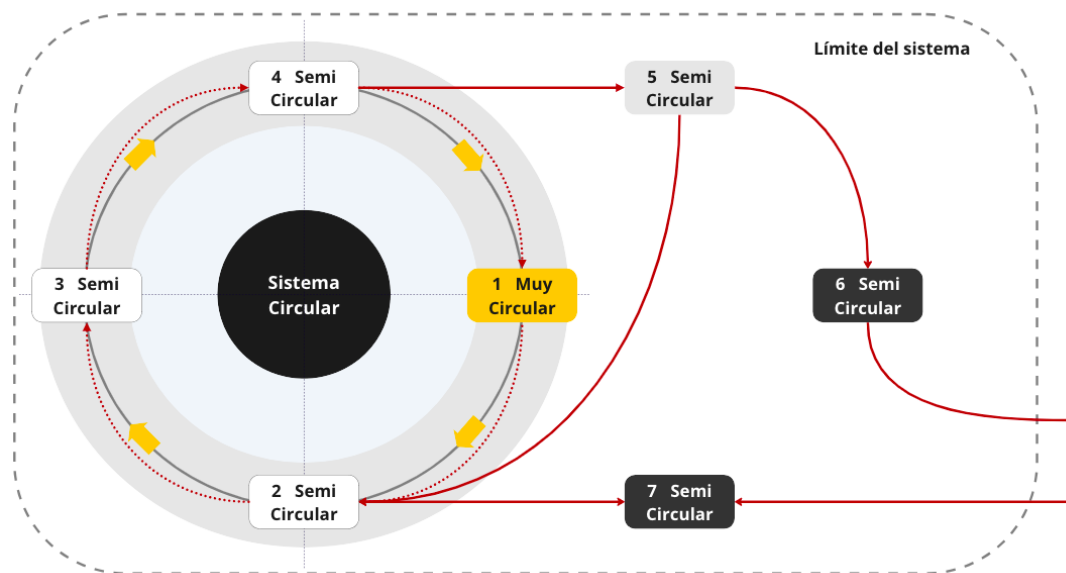 Límite del sistema
4 Semi
Circular
5 Semi
Circular
3 Semi
Circular
Sistema
Circular
1 Muy
Circular
6 Semi
Circular
2 Semi
Circular
7 Semi
Circular